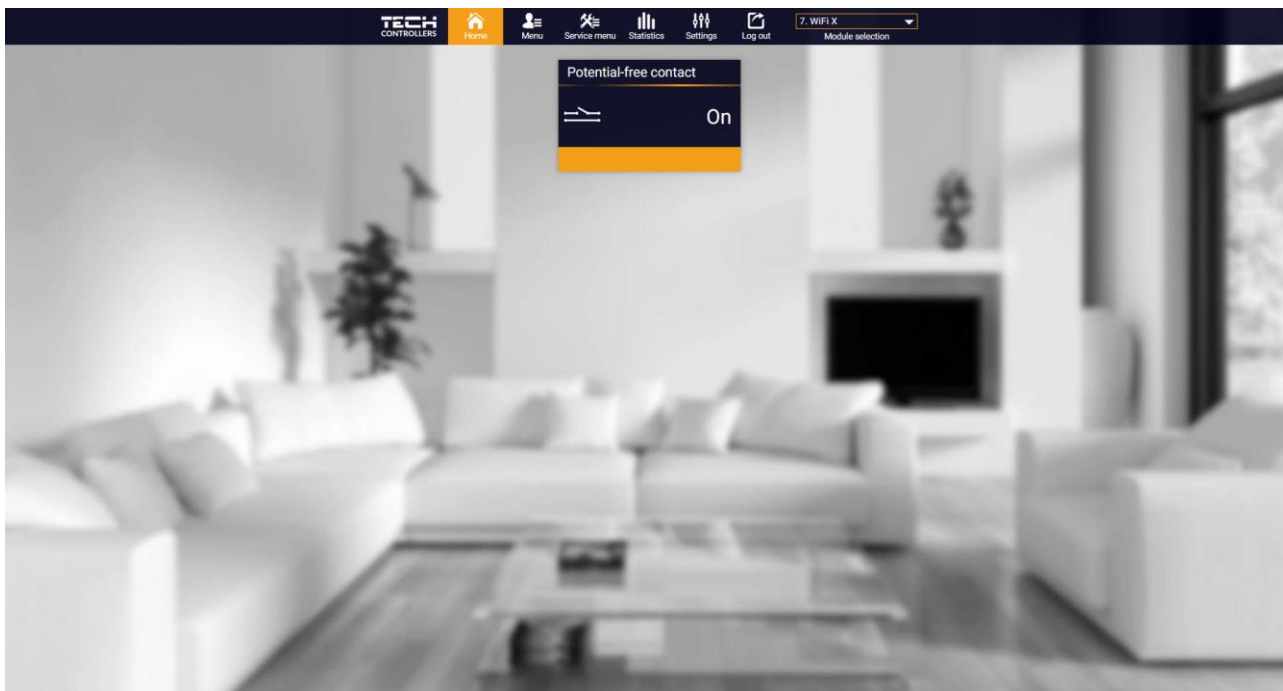 TECH
CONTROLLERS
Home
Menu
Service menu
Statistics
Settings
Log out
7. WiFi X
Module selection
Potential-free contact
On